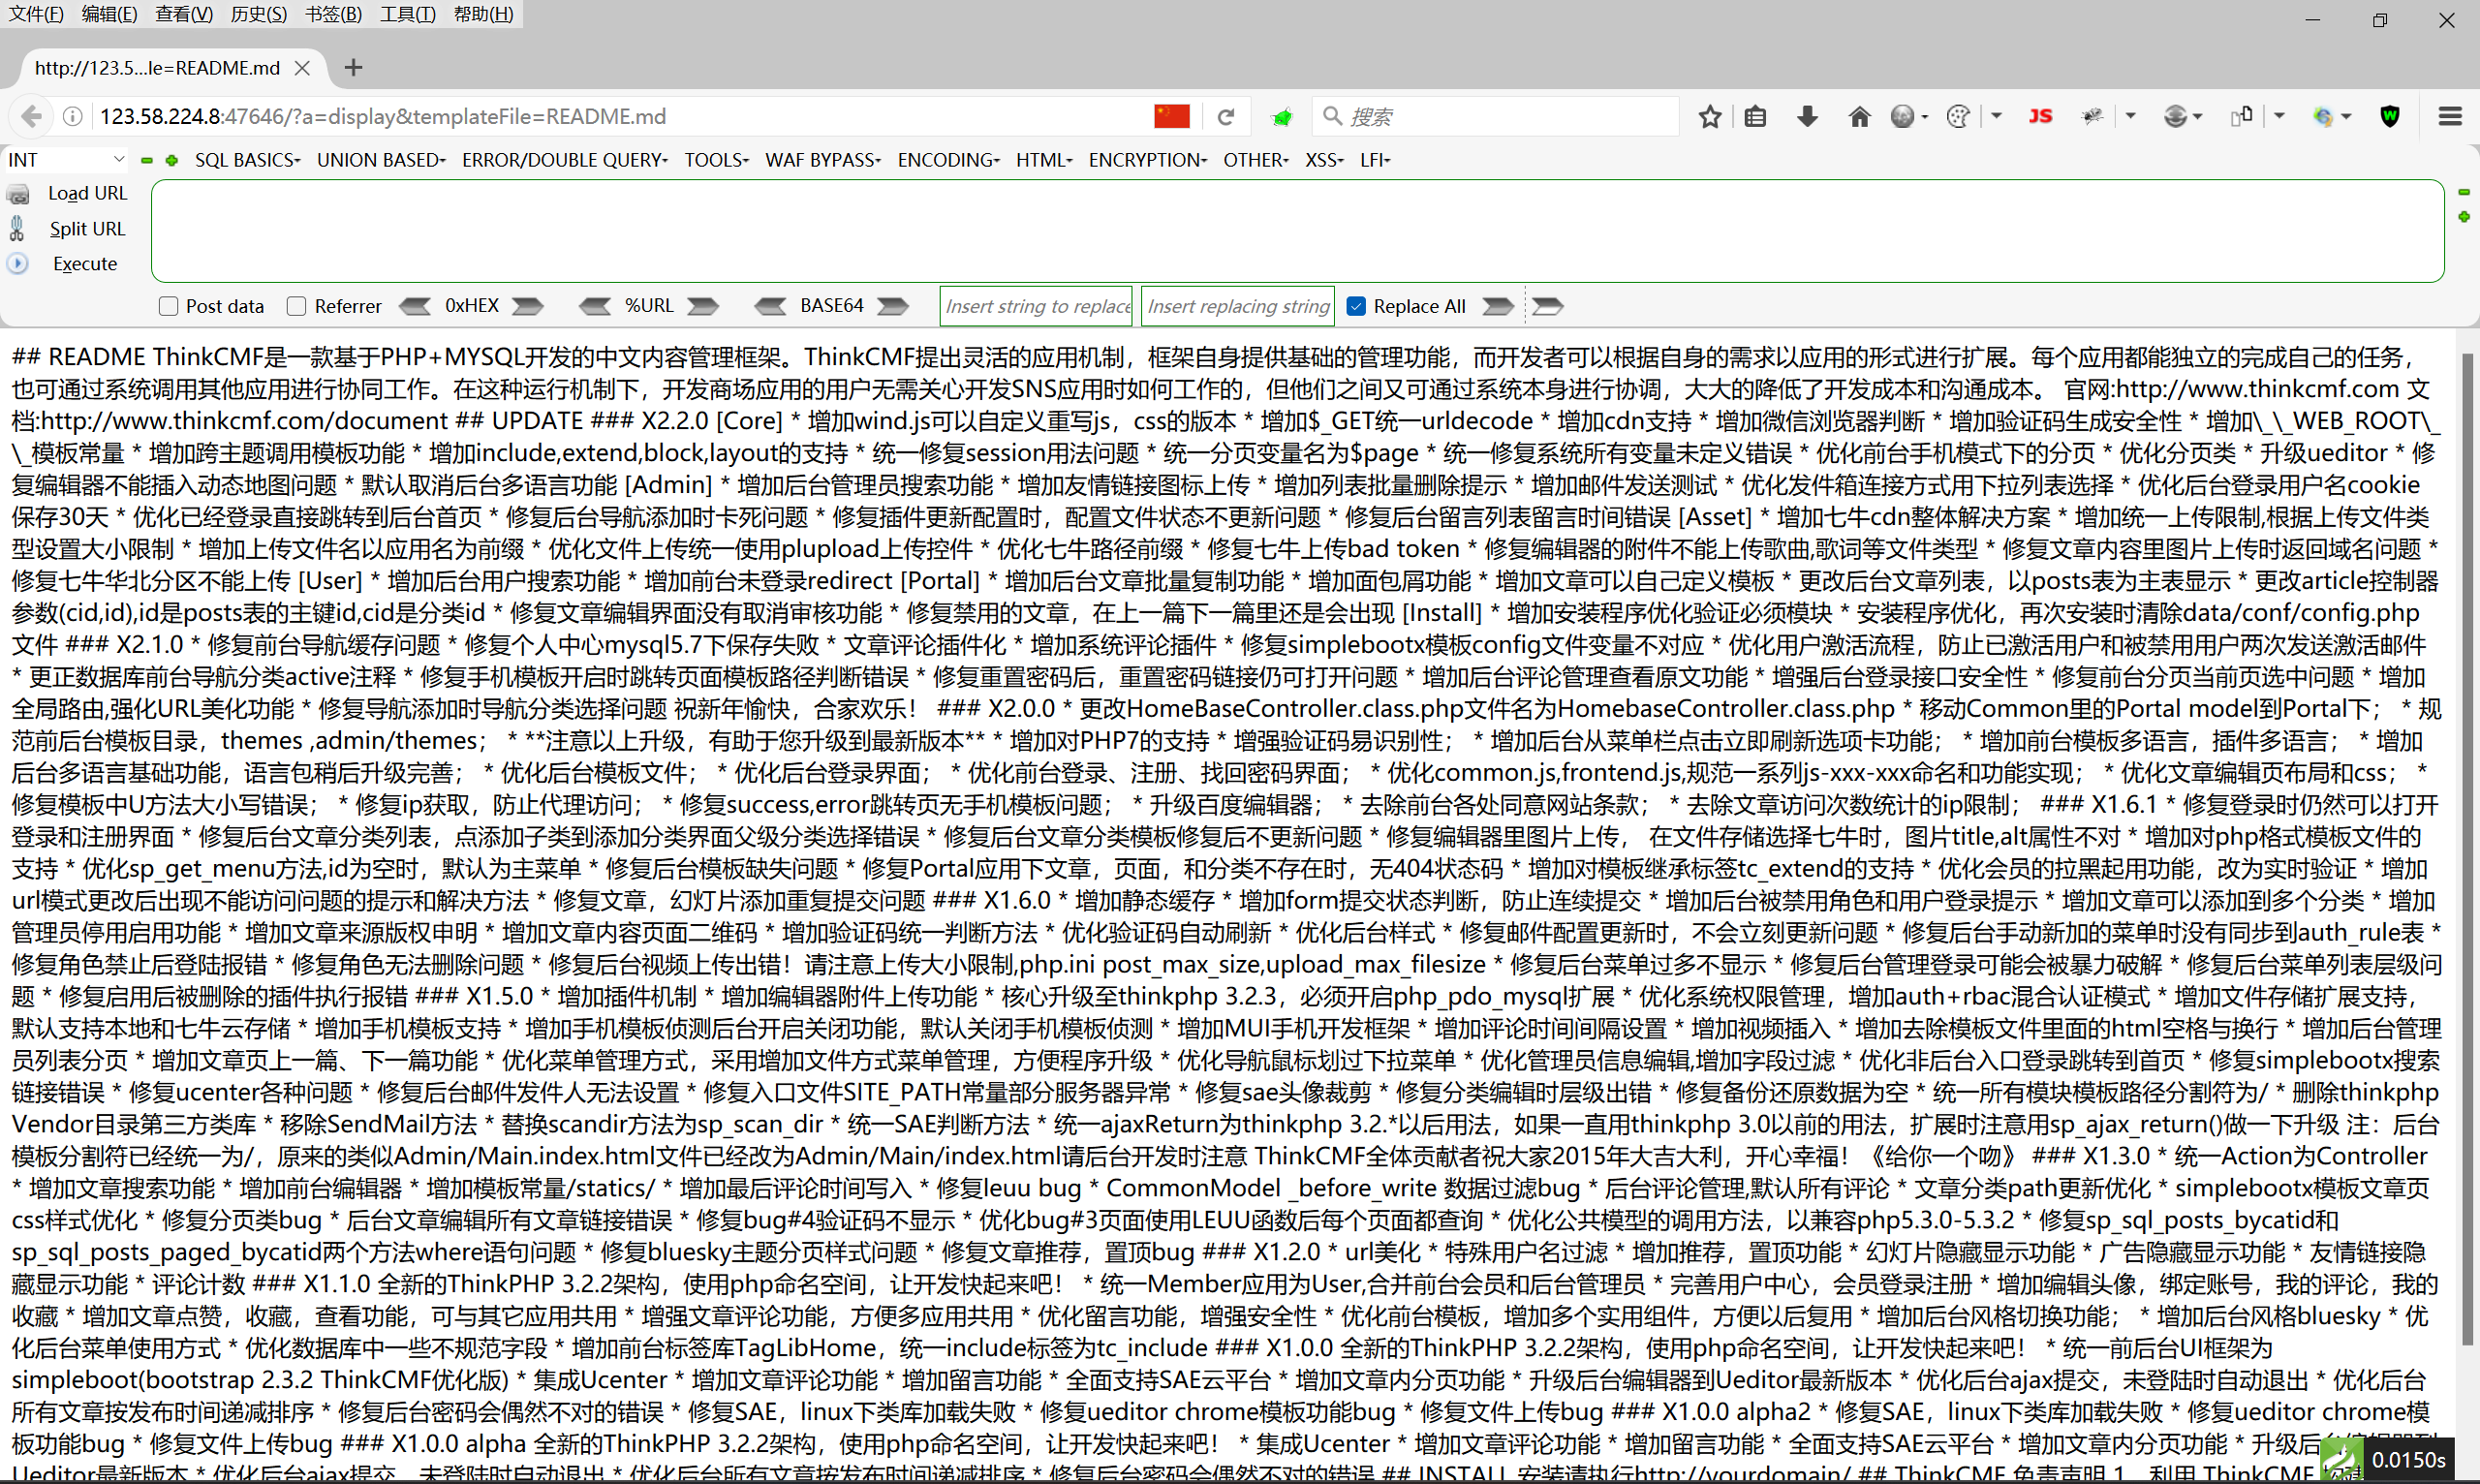 文件(F) 编辑(E) 查看(V) 历史(S) 书签(B) 工具(T) 帮助(H)
http://123.5...le=README.md
123.58.224.8:47646/?a=display&templateFile=README.md 搜索 JS
INT SQL BASICS UNION BASED ERROR/DOUBLE QUERY TOOLS WAF BYPASS ENCODING HTML ENCRYPTION OTHER XSS LFI
Load URL
Split URL
Execute
Post data Referrer 0xHEX %URL BASE64 Insert string to replace Insert replacing string Replace All
## README ThinkCMF是一款基于PHP+MYSQL开发的中文内容管理框架。ThinkCMF提出灵活的应用机制，框架自身提供基础的管理功能，而开发者可以根据自身的需求以应用的形式进行扩展。每个应用都能独立的完成自己的任务，
也可通过系统调用其他应用进行协同工作。在这种运行机制下，开发商场应用的用户无需关心开发SNS应用时如何工作的，但他们之间又可通过系统本身进行协调，大大的降低了开发成本和沟通成本。 官网:http://www.thinkcmf.com 文
档:http://www.thinkcmf.com/document ## UPDATE ### X2.2.0 [Core] * 增加wind.js可以自定义重写js，css的版本 * 增加$_GET统一urldecode * 增加cdn支持 * 增加微信浏览器判断 * 增加验证码生成安全性 * 增加\_\_WEB_ROOT\_
\_模板常量 * 增加跨主题调用模板功能 * 增加include,extend,block,layout的支持 * 统一修复session用法问题 * 统一分页变量名为$page * 统一修复系统所有变量未定义错误 * 优化前台手机模式下的分页 * 优化分页类 * 升级ueditor * 修
复编辑器不能插入动态地图问题 * 默认取消后台多语言功能 [Admin] * 增加后台管理员搜索功能 * 增加友情链接图标上传 * 增加列表批量删除提示 * 增加邮件发送测试 * 优化发件箱连接方式用下拉列表选择 * 优化后台登录用户名cookie
保存30天 * 优化已经登录直接跳转到后台首页 * 修复后台导航添加时卡死问题 * 修复插件更新配置时，配置文件状态不更新问题 * 修复后台留言列表留言时间错误 [Asset] * 增加七牛cdn整体解决方案 * 增加统一上传限制,根据上传文件类
型设置大小限制 * 增加上传文件名以应用名为前缀 * 优化文件上传统一使用plupload上传控件 * 优化七牛路径前缀 * 修复七牛上传bad token * 修复编辑器的附件不能上传歌曲,歌词等文件类型 * 修复文章内容里图片上传时返回域名问题 *
修复七牛华北分区不能上传 [User] * 增加后台用户搜索功能 * 增加前台未登录redirect [Portal] * 增加后台文章批量复制功能 * 增加面包屑功能 * 增加文章可以自己定义模板 * 更改后台文章列表，以posts表为主表显示 * 更改article控制器
参数(cid,id),id是posts表的主键id,cid是分类id * 修复文章编辑界面没有取消审核功能 * 修复禁用的文章，在上一篇下一篇里还是会出现 [Install] * 增加安装程序优化验证必须模块 * 安装程序优化，再次安装时清除data/conf/config.php
文件 ### X2.1.0 * 修复前台导航缓存问题 * 修复个人中心mysql5.7下保存失败 * 文章评论插件化 * 增加系统评论插件 * 修复simplebootx模板config文件变量不对应 * 优化用户激活流程，防止已激活用户和被禁用用户两次发送激活邮件
* 更正数据库前台导航分类active注释 * 修复手机模板开启时跳转页面模板路径判断错误 * 修复重置密码后，重置密码链接仍可打开问题 * 增加后台评论管理查看原文功能 * 增强后台登录接口安全性 * 修复前台分页当前页选中问题 * 增加
全局路由,强化URL美化功能 * 修复导航添加时导航分类选择问题 祝新年愉快，合家欢乐！ ### X2.0.0 * 更改HomeBaseController.class.php文件名为HomebaseController.class.php * 移动Common里的Portal model到Portal下； * 规
范前后台模板目录，themes ,admin/themes； * **注意以上升级，有助于您升级到最新版本** * 增加对PHP7的支持 * 增强验证码易识别性； * 增加后台从菜单栏点击立即刷新选项卡功能； * 增加前台模板多语言，插件多语言； * 增加
后台多语言基础功能，语言包稍后升级完善； * 优化后台模板文件； * 优化后台登录界面； * 优化前台登录、注册、找回密码界面； * 优化common.js,frontend.js,规范一系列js-xxx-xxx命名和功能实现； * 优化文章编辑页布局和css； *
修复模板中U方法大小写错误； * 修复ip获取，防止代理访问； * 修复success,error跳转页无手机模板问题； * 升级百度编辑器； * 去除前台各处同意网站条款； * 去除文章访问次数统计的ip限制； ### X1.6.1 * 修复登录时仍然可以打开
登录和注册界面 * 修复后台文章分类列表，点添加子类到添加分类界面父级分类选择错误 * 修复后台文章分类模板修复后不更新问题 * 修复编辑器里图片上传， 在文件存储选择七牛时，图片title,alt属性不对 * 增加对php格式模板文件的
支持 * 优化sp_get_menu方法,id为空时，默认为主菜单 * 修复后台模板缺失问题 * 修复Portal应用下文章，页面，和分类不存在时，无404状态码 * 增加对模板继承标签tc_extend的支持 * 优化会员的拉黑起用功能，改为实时验证 * 增加
url模式更改后出现不能访问问题的提示和解决方法 * 修复文章，幻灯片添加重复提交问题 ### X1.6.0 * 增加静态缓存 * 增加form提交状态判断，防止连续提交 * 增加后台被禁用角色和用户登录提示 * 增加文章可以添加到多个分类 * 增加
管理员停用启用功能 * 增加文章来源版权申明 * 增加文章内容页面二维码 * 增加验证码统一判断方法 * 优化验证码自动刷新 * 优化后台样式 * 修复邮件配置更新时，不会立刻更新问题 * 修复后台手动新加的菜单时没有同步到auth_rule表 *
修复角色禁止后登陆报错 * 修复角色无法删除问题 * 修复后台视频上传出错！请注意上传大小限制,php.ini post_max_size,upload_max_filesize * 修复后台菜单过多不显示 * 修复后台管理登录可能会被暴力破解 * 修复后台菜单列表层级问
题 * 修复启用后被删除的插件执行报错 ### X1.5.0 * 增加插件机制 * 增加编辑器附件上传功能 * 核心升级至thinkphp 3.2.3，必须开启php_pdo_mysql扩展 * 优化系统权限管理，增加auth+rbac混合认证模式 * 增加文件存储扩展支持，
默认支持本地和七牛云存储 * 增加手机模板支持 * 增加手机模板侦测后台开启关闭功能，默认关闭手机模板侦测 * 增加MUI手机开发框架 * 增加评论时间间隔设置 * 增加视频插入 * 增加去除模板文件里面的html空格与换行 * 增加后台管理
员列表分页 * 增加文章页上一篇、下一篇功能 * 优化菜单管理方式，采用增加文件方式菜单管理，方便程序升级 * 优化导航鼠标划过下拉菜单 * 优化管理员信息编辑,增加字段过滤 * 优化非后台入口登录跳转到首页 * 修复simplebootx搜索
链接错误 * 修复ucenter各种问题 * 修复后台邮件发件人无法设置 * 修复入口文件SITE_PATH常量部分服务器异常 * 修复sae头像裁剪 * 修复分类编辑时层级出错 * 修复备份还原数据为空 * 统一所有模块模板路径分割符为/ * 删除thinkphp
Vendor目录第三方类库 * 移除SendMail方法 * 替换scandir方法为sp_scan_dir * 统一SAE判断方法 * 统一ajaxReturn为thinkphp 3.2.*以后用法，如果一直用thinkphp 3.0以前的用法，扩展时注意用sp_ajax_return()做一下升级 注：后台
模板分割符已经统一为/，原来的类似Admin/Main.index.html文件已经改为Admin/Main/index.html请后台开发时注意 ThinkCMF全体贡献者祝大家2015年大吉大利，开心幸福！《给你一个吻》 ### X1.3.0 * 统一Action为Controller
* 增加文章搜索功能 * 增加前台编辑器 * 增加模板常量/statics/ * 增加最后评论时间写入 * 修复leuu bug * CommonModel _before_write 数据过滤bug * 后台评论管理,默认所有评论 * 文章分类path更新优化 * simplebootx模板文章页
css样式优化 * 修复分页类bug * 后台文章编辑所有文章链接错误 * 修复bug#4验证码不显示 * 优化bug#3页面使用LEUU函数后每个页面都查询 * 优化公共模型的调用方法，以兼容php5.3.0-5.3.2 * 修复sp_sql_posts_bycatid和
sp_sql_posts_paged_bycatid两个方法where语句问题 * 修复bluesky主题分页样式问题 * 修复文章推荐，置顶bug ### X1.2.0 * url美化 * 特殊用户名过滤 * 增加推荐，置顶功能 * 幻灯片隐藏显示功能 * 广告隐藏显示功能 * 友情链接隐
藏显示功能 * 评论计数 ### X1.1.0 全新的ThinkPHP 3.2.2架构，使用php命名空间，让开发快起来吧！ * 统一Member应用为User,合并前台会员和后台管理员 * 完善用户中心，会员登录注册 * 增加编辑头像，绑定账号，我的评论，我的
收藏 * 增加文章点赞，收藏，查看功能，可与其它应用共用 * 增强文章评论功能，方便多应用共用 * 优化留言功能，增强安全性 * 优化前台模板，增加多个实用组件，方便以后复用 * 增加后台风格切换功能； * 增加后台风格bluesky * 优
化后台菜单使用方式 * 优化数据库中一些不规范字段 * 增加前台标签库TagLibHome，统一include标签为tc_include ### X1.0.0 全新的ThinkPHP 3.2.2架构，使用php命名空间，让开发快起来吧！ * 统一前后台UI框架为
simpleboot(bootstrap 2.3.2 ThinkCMF优化版) * 集成Ucenter * 增加文章评论功能 * 增加留言功能 * 全面支持SAE云平台 * 增加文章内分页功能 * 升级后台编辑器到Ueditor最新版本 * 优化后台ajax提交，未登陆时自动退出 * 优化后台
所有文章按发布时间递减排序 * 修复后台密码会偶然不对的错误 * 修复SAE，linux下类库加载失败 * 修复ueditor chrome模板功能bug * 修复文件上传bug ### X1.0.0 alpha2 * 修复SAE，linux下类库加载失败 * 修复ueditor chrome模
板功能bug * 修复文件上传bug ### X1.0.0 alpha 全新的ThinkPHP 3.2.2架构，使用php命名空间，让开发快起来吧！ * 集成Ucenter * 增加文章评论功能 * 增加留言功能 * 全面支持SAE云平台 * 增加文章内分页功能 * 升级后
Ueditor最新版本 * 优化后台ajax提交，未登陆时自动退出 * 优化后台所有文章按发布时间递减排序 * 修复后台密码会偶然不对的错误 ## INSTALL 安装请执行http://yourdomain/ ## ThinkCMF 免责声明 1、利用 ThinkCMF
0.0150s